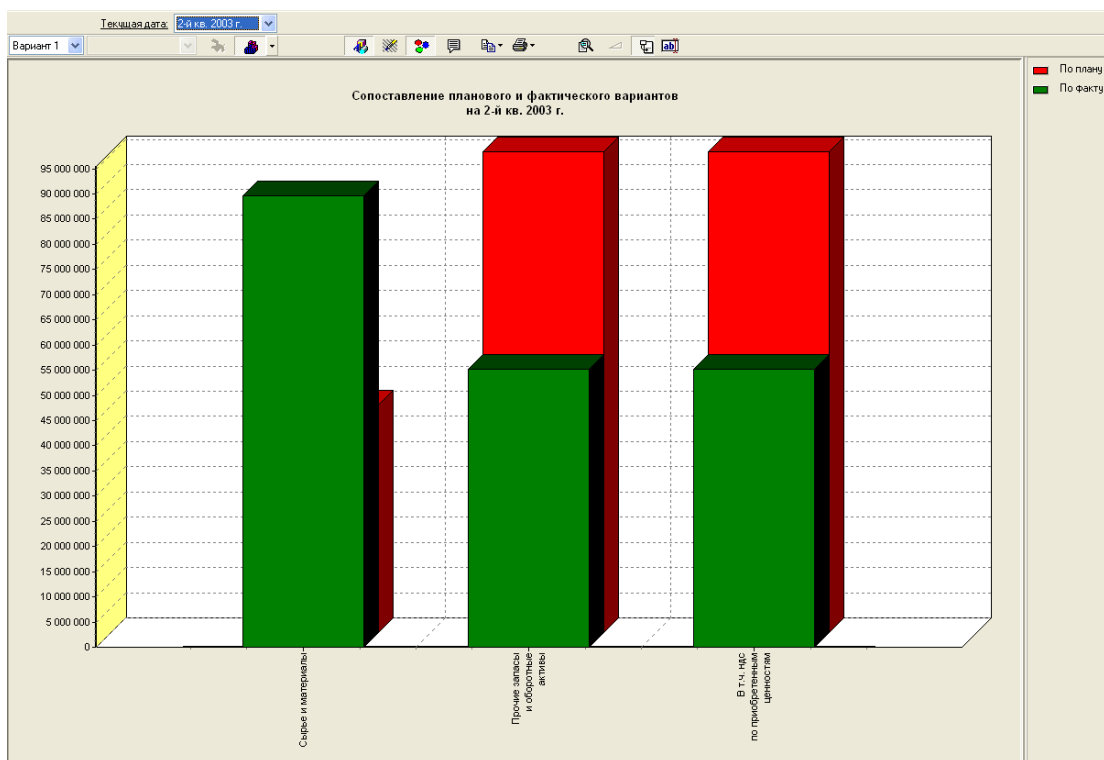 Текущая дата: 2-й кв. 2003 г.
Вариант 1
ab
По плану
По факту
Сопоставление планового и фактического вариантов
на 2-й кв. 2003 г.
95 000 000
90 000 000
85 000 000
80 000 000
75 000 000
70 000 000
65 000 000
60 000 000
55 000 000
50 000 000
45 000 000
40 000 000
35 000 000
30 000 000
25 000 000
20 000 000
15 000 000
10 000 000
5 000 000
0
Сырье и материалы
Прочие запасы
и оборотные
активы
В т.ч. ндс
по приобретенным
ценностям